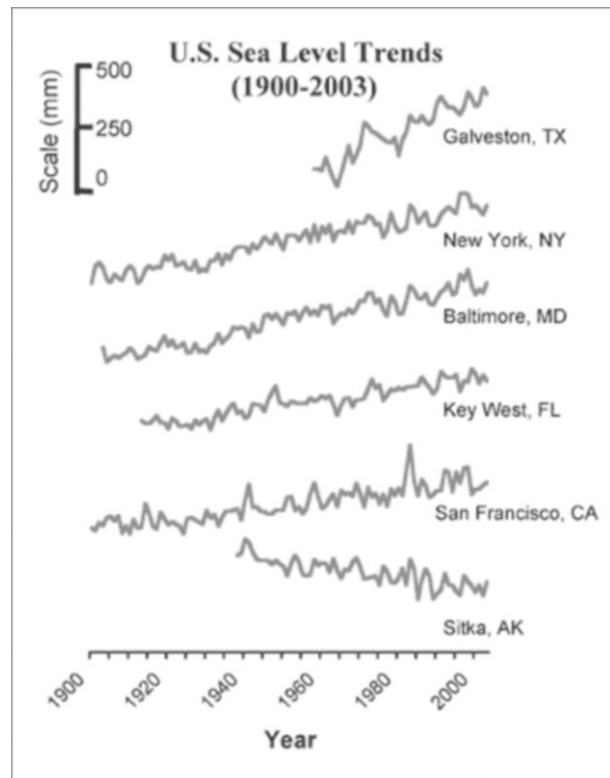 U.S. Sea Level Trends
(1900-2003)
Scale (mm)
500
250
0
Galveston, TX
New York, NY
Baltimore, MD
Key West, FL
San Francisco, CA
Sitka, AK
1900 1920 1940 1960 1980 2000
Year